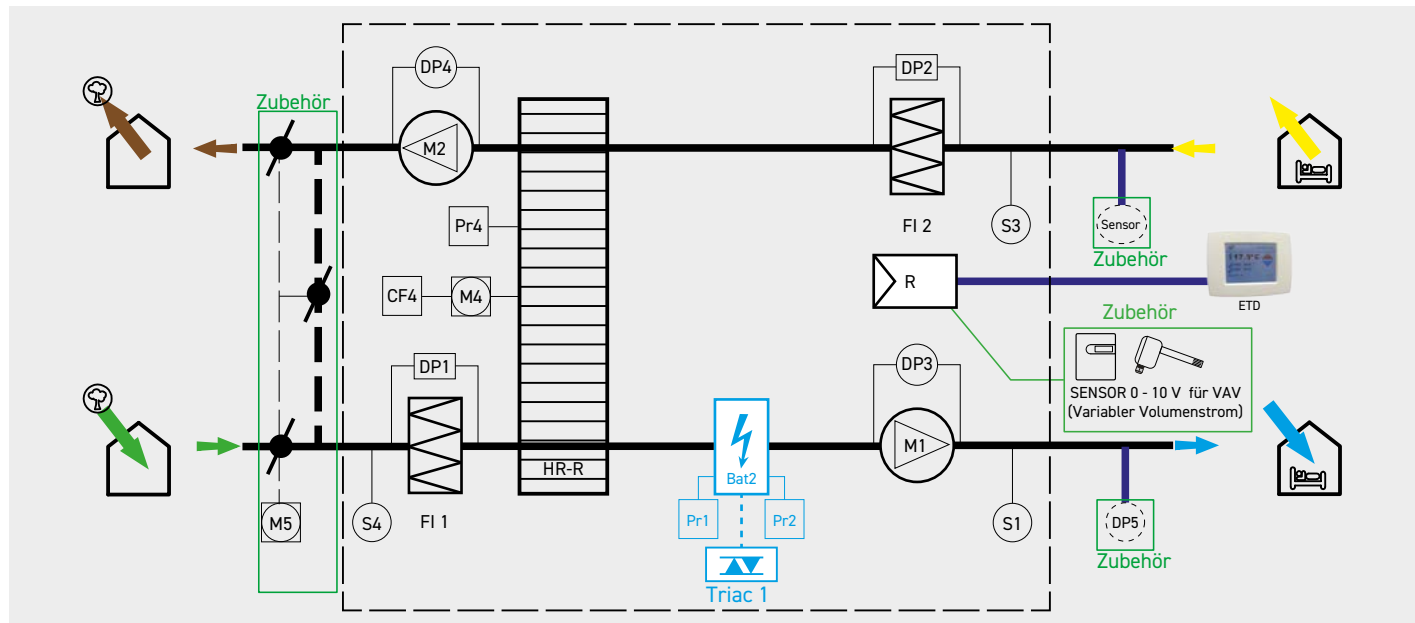 DP4
DP2
Zubehör
M2
Pr4
FI 2
S3
Sensor
Zubehör
CF4
M4
R
ETD
Zubehör
DP1
DP3
SENSOR 0 - 10 V für VAV
(Variabler Volumenstrom)
M1
HR-R
Bat2
M5
S4
FI 1
Pr1
Pr2
S1
DP5
Zubehör
Triac 1